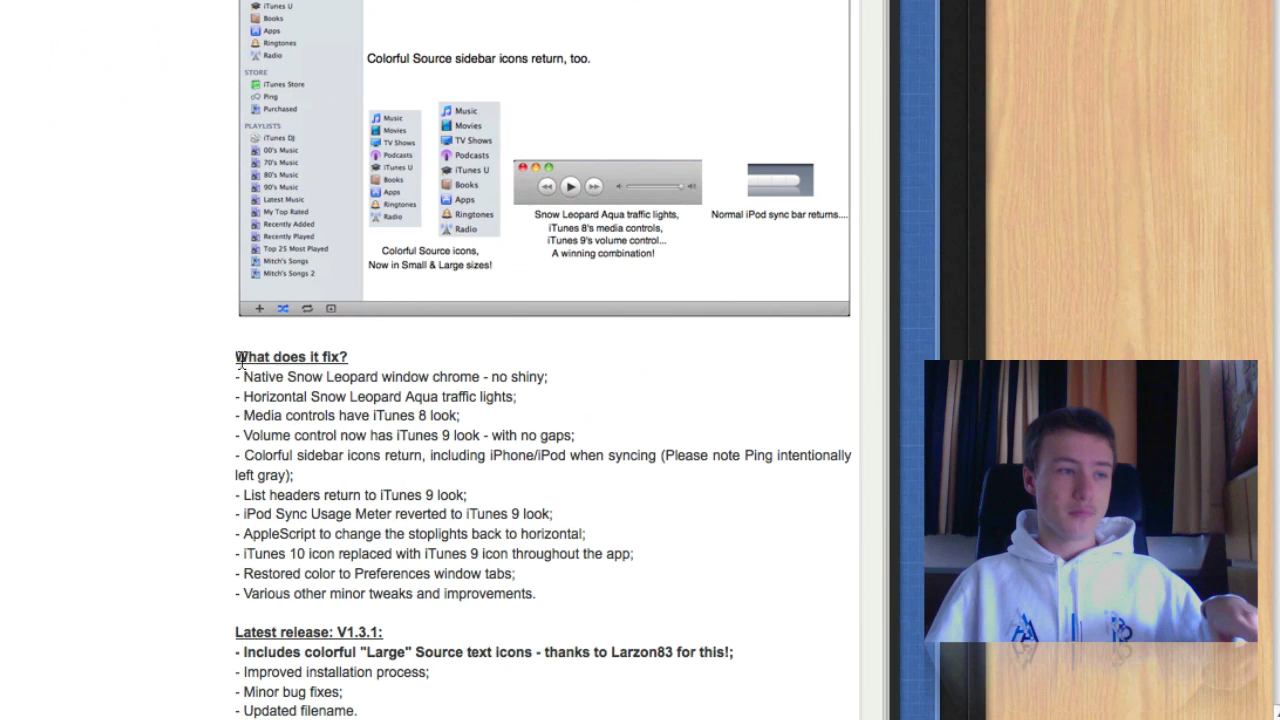 iTunes U
Books
Apps
Ringtones
Radio
STORE
iTunes Store
Ping
Purchased
PLAYLISTS
iTunes DJ
00's Music
70's Music
80's Music
90's Music
Latest Music
My Top Rated
Recently Added
Recently Played
Top 25 Most Played
Mitch's Songs
Mitch's Songs 2
Colorful Source sidebar icons return, too.
Music
Movies
TV Shows
Podcasts
iTunes U
Books
Apps
Ringtones
Radio
Music
Movies
TV Shows
Podcasts
iTunes U
Books
Apps
Ringtones
Radio
Colorful Source icons,
Now in Small & Large sizes!
Snow Leopard Aqua traffic lights,
iTunes 8's media controls,
iTunes 9's volume control...
A winning combination!
Normal iPod sync bar returns....
What does it fix?
- Native Snow Leopard window chrome - no shiny;
- Horizontal Snow Leopard Aqua traffic lights;
- Media controls have iTunes 8 look;
- Volume control now has iTunes 9 look - with no gaps;
- Colorful sidebar icons return, including iPhone/iPod when syncing (Please note Ping intentionally
left gray);
- List headers return to iTunes 9 look;
- iPod Sync Usage Meter reverted to iTunes 9 look;
- AppleScript to change the stoplights back to horizontal;
- iTunes 10 icon replaced with iTunes 9 icon throughout the app;
- Restored color to Preferences window tabs;
- Various other minor tweaks and improvements.
Latest release: V1.3.1:
- Includes colorful "Large" Source text icons - thanks to Larzon83 for this!;
- Improved installation process;
- Minor bug fixes;
- Updated filename.